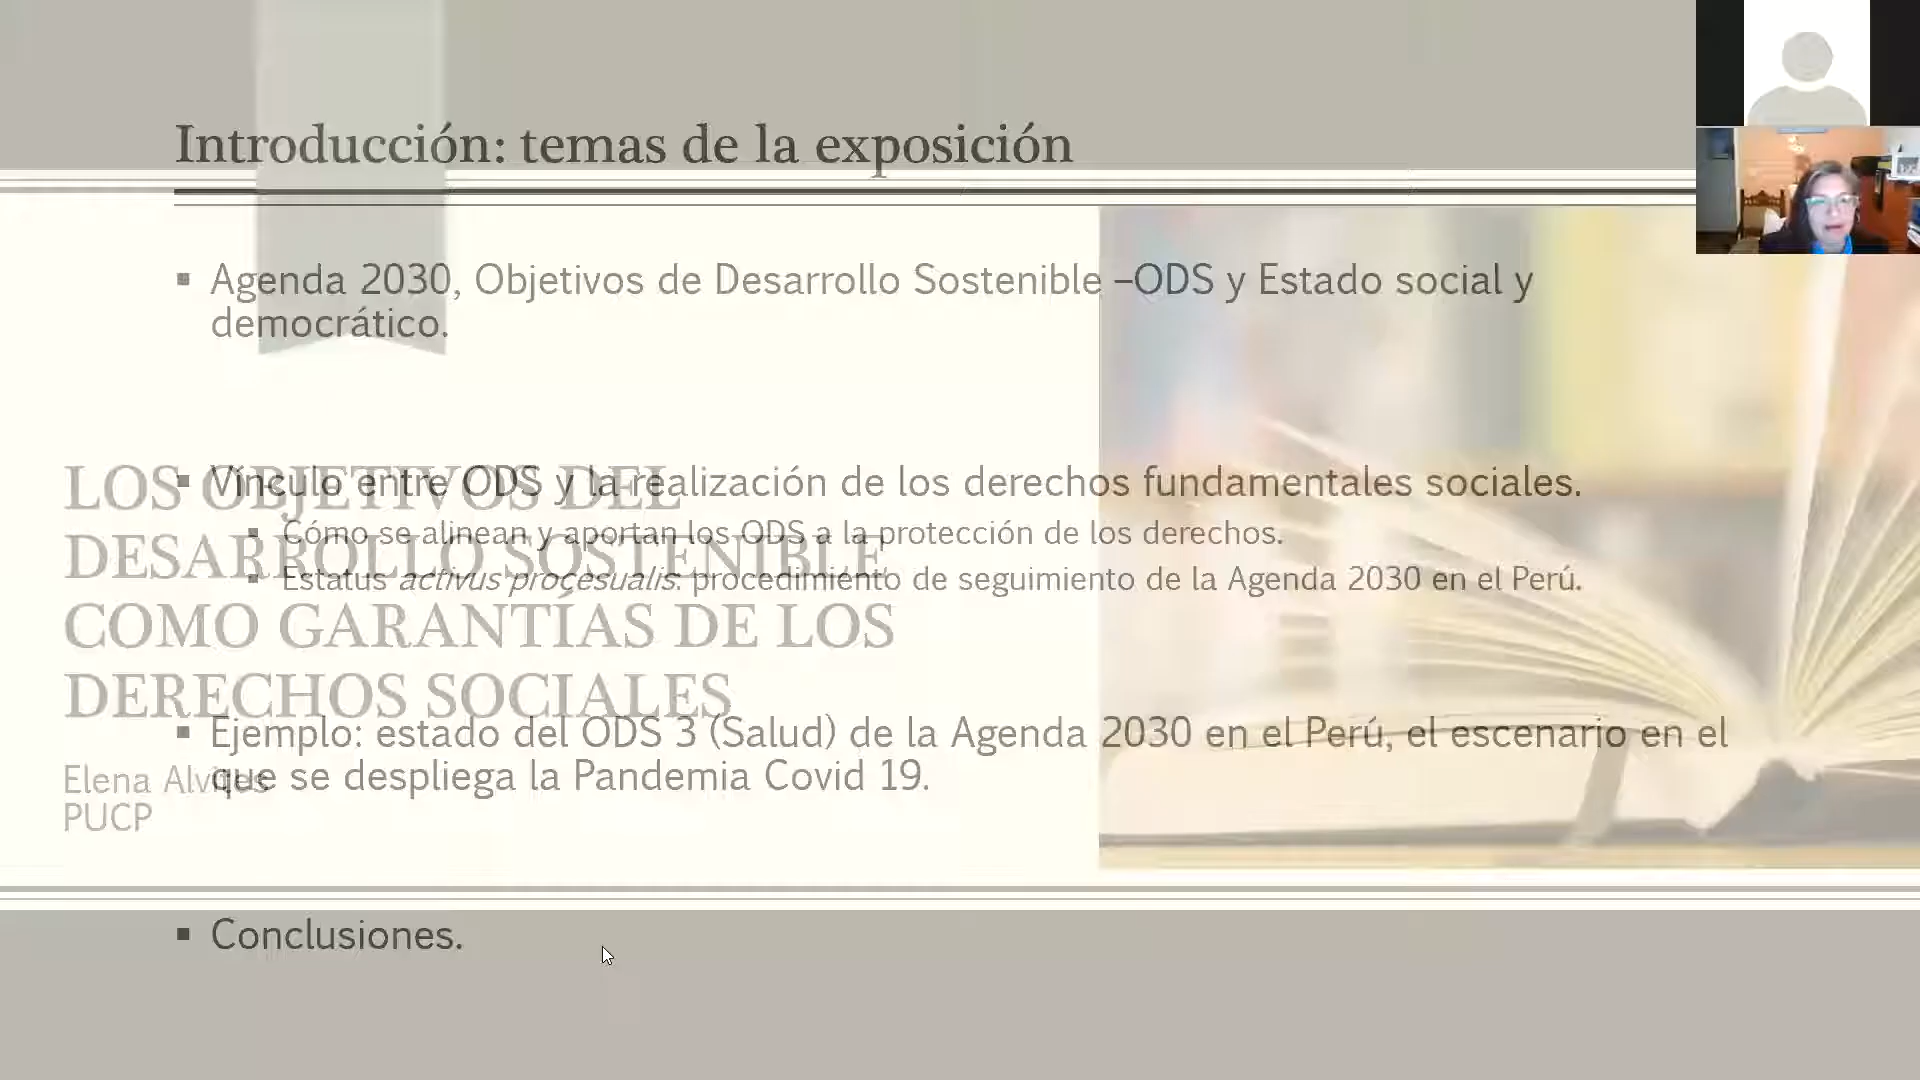 Introducción: temas de la exposición
▪ Agenda 2030, Objetivos de Desarrollo Sostenible –ODS y Estado social y
democrático.
▪ Vínculo entre ODS y la realización de los derechos fundamentales sociales.
▪ Cómo se alinean y aportan los ODS a la protección de los derechos.
▪ Estatus activus procesualis: procedimiento de seguimiento de la Agenda 2030 en el Perú.
▪ Ejemplo: estado del ODS 3 (Salud) de la Agenda 2030 en el Perú, el escenario en el
que se despliega la Pandemia Covid 19.
▪ Conclusiones.
LOS OBJETIVOS DEL
DESARROLLO SOSTENIBLE
COMO GARANTÍAS DE LOS
DERECHOS SOCIALES
Elena Alvites
PUCP